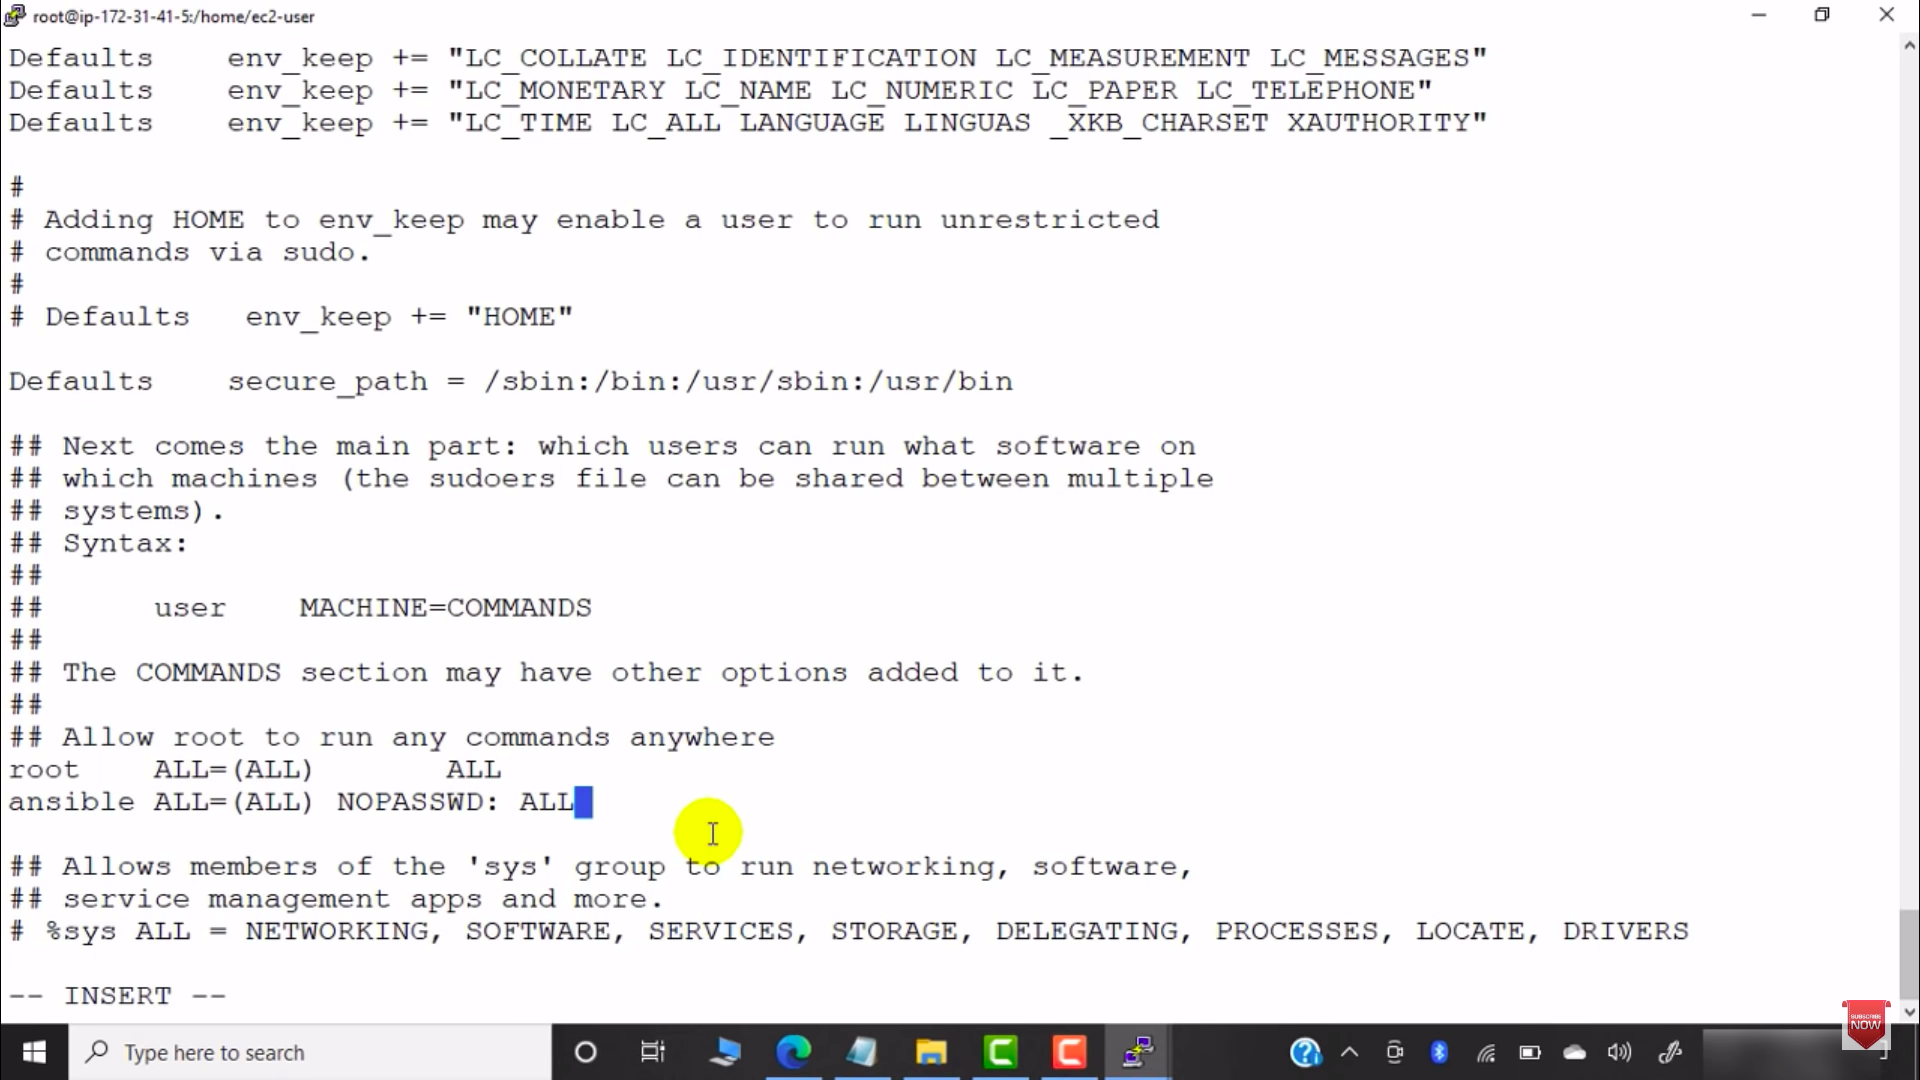 root@ip-172-31-41-5:/home/ec2-user
Defaults    env_keep += "LC_COLLATE LC_IDENTIFICATION LC_MEASUREMENT LC_MESSAGES"
Defaults    env_keep += "LC_MONETARY LC_NAME LC_NUMERIC LC_PAPER LC_TELEPHONE"
Defaults    env_keep += "LC_TIME LC_ALL LANGUAGE LINGUAS _XKB_CHARSET XAUTHORITY"
#
# Adding HOME to env_keep may enable a user to run unrestricted
# commands via sudo.
#
# Defaults   env_keep += "HOME"
Defaults    secure_path = /sbin:/bin:/usr/sbin:/usr/bin
## Next comes the main part: which users can run what software on
## which machines (the sudoers file can be shared between multiple
## systems).
## Syntax:
##
##      user    MACHINE=COMMANDS
##
## The COMMANDS section may have other options added to it.
##
## Allow root to run any commands anywhere
root    ALL=(ALL)       ALL
ansible ALL=(ALL) NOPASSWD: ALL
## Allows members of the 'sys' group to run networking, software,
## service management apps and more.
# %sys ALL = NETWORKING, SOFTWARE, SERVICES, STORAGE, DELEGATING, PROCESSES, LOCATE, DRIVERS
-- INSERT --
SUBSCRIBE
NOW
Type here to search